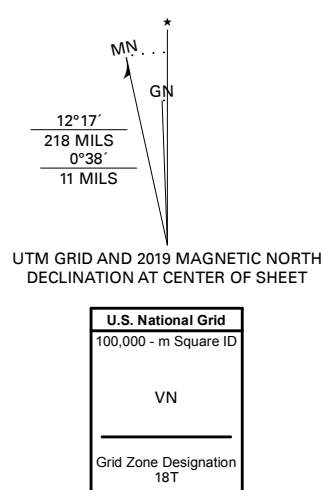 MN
GN
12°17´
218 MILS
0°38´
11 MILS
UTM GRID AND 2019 MAGNETIC NORTH
DECLINATION AT CENTER OF SHEET
U.S. National Grid
100,000 - m Square ID
VN
Grid Zone Designation
18T